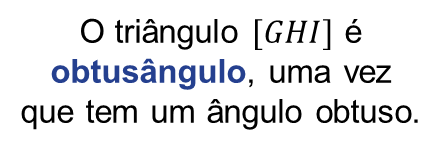 O triângulo [GHI] é
obtusângulo, uma vez
que tem um ângulo obtuso.